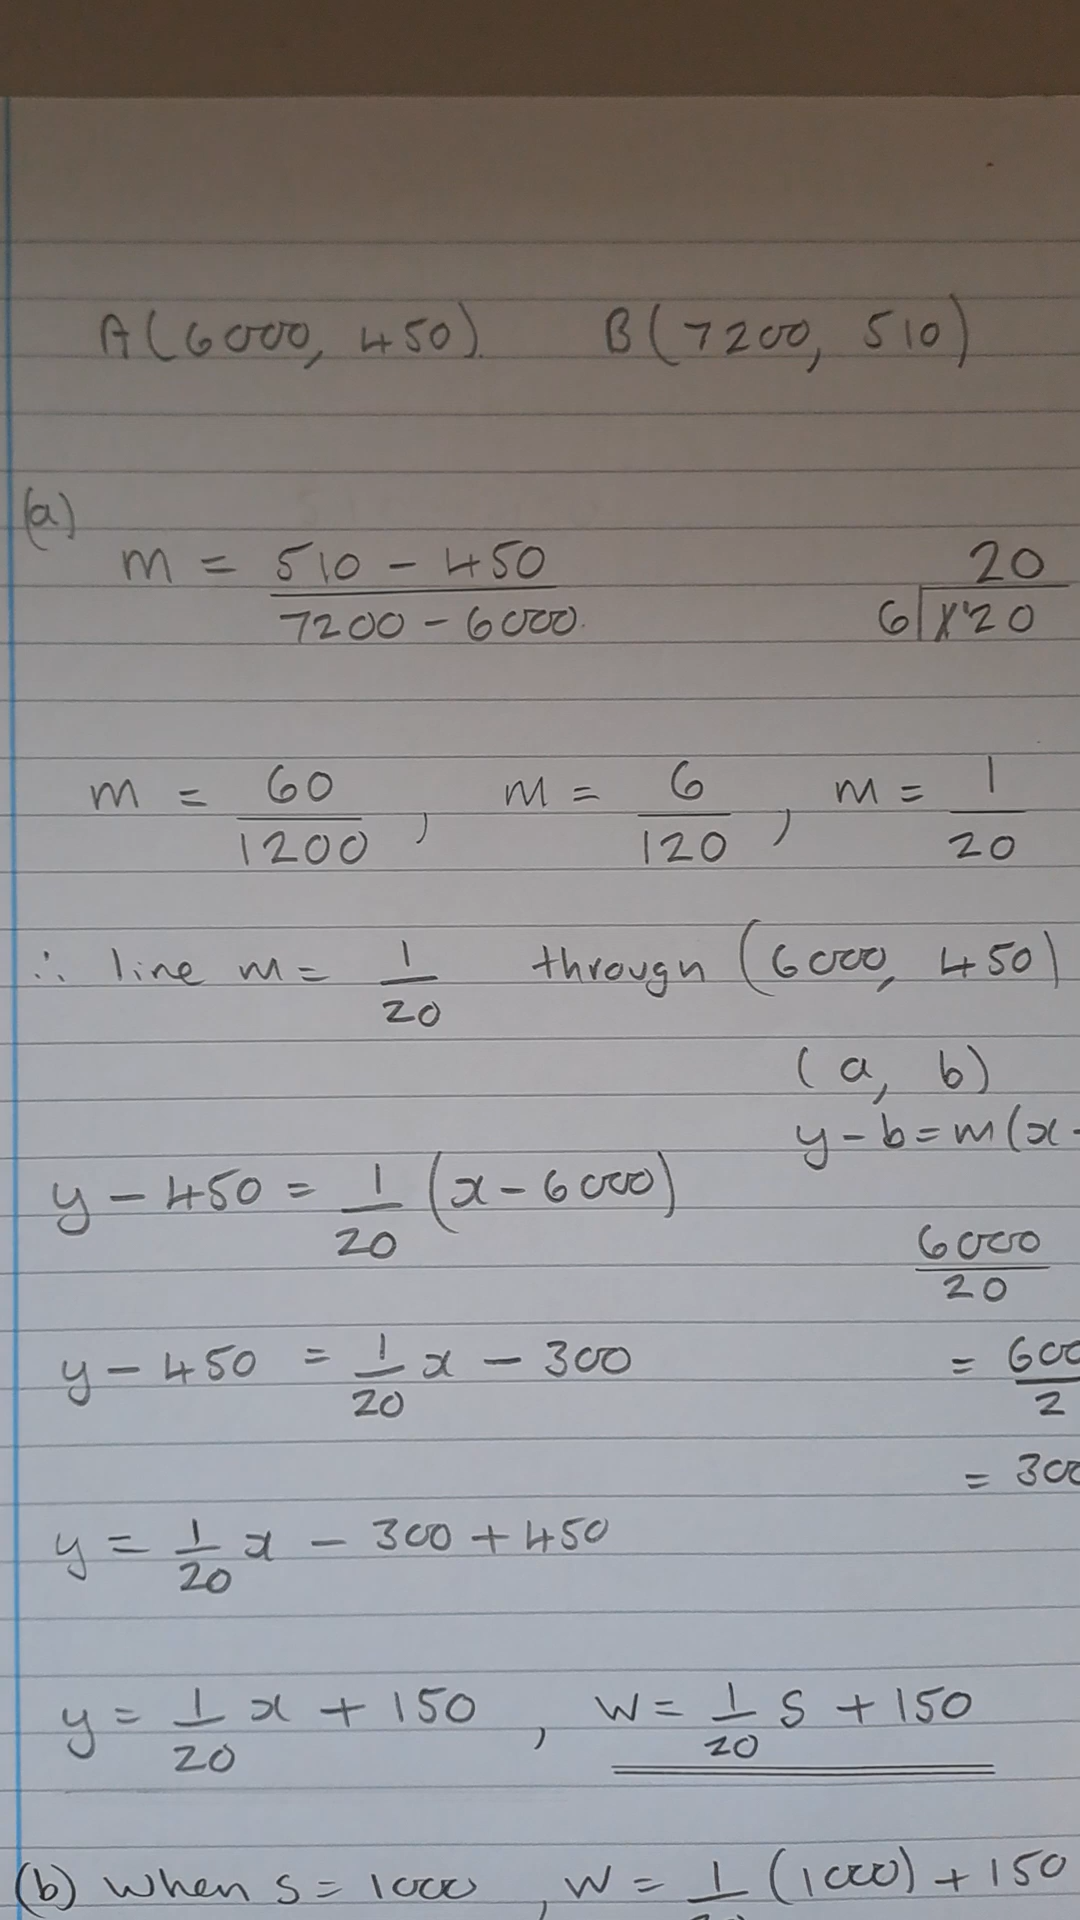 A(6000, 450) B(7200, 510)
(a)
m = 510 - 450 / 7200 - 6000
20
6 120
m = 60/1200 , m = 6/120 , m = 1/20
∴ line m = 1/20 through (6000, 450)
(a, b)
y - b = m(x -
y - 450 = 1/20 (x - 6000)
6000/20
y - 450 = 1/20 x - 300
= 600/2
= 300
y = 1/20 x - 300 + 450
y = 1/20 x + 150 , W = 1/20 S + 150
(b) when S = 1000 , W = 1 (1000) + 150